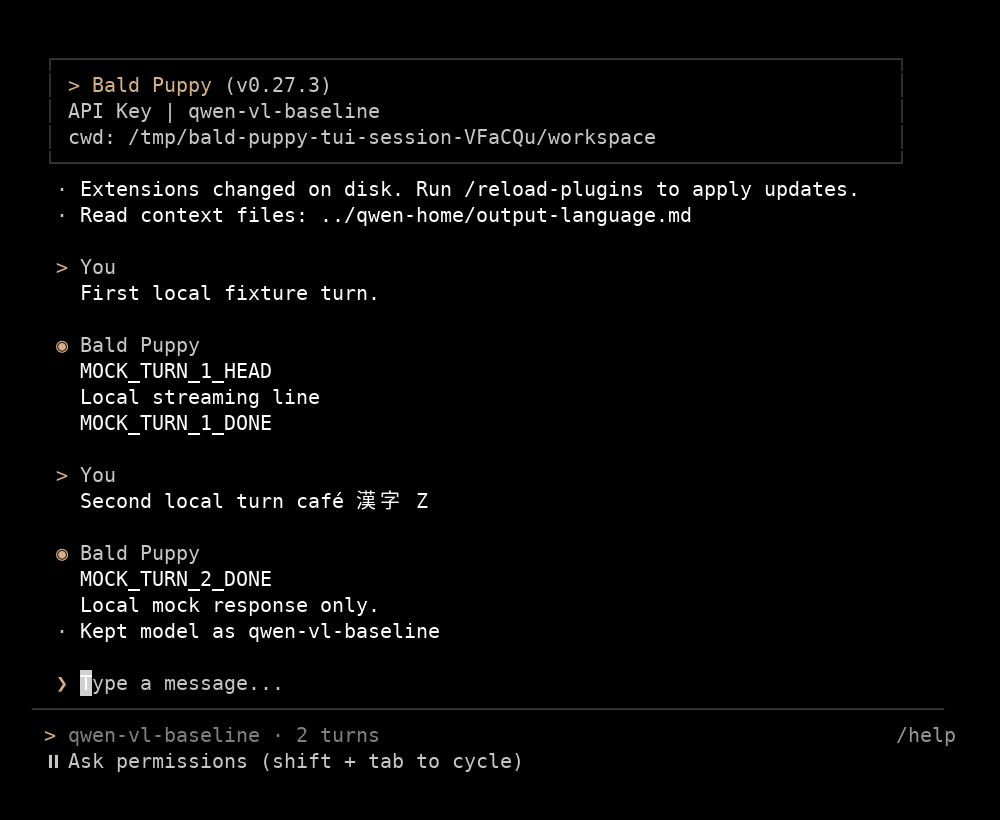 > Bald Puppy (v0.27.3)
API Key | qwen-vl-baseline
cwd: /tmp/bald-puppy-tui-session-VFaCQu/workspace
· Extensions changed on disk. Run /reload-plugins to apply updates.
· Read context files: ../qwen-home/output-language.md
> You
First local fixture turn.
◉ Bald Puppy
MOCK_TURN_1_HEAD
Local streaming line
MOCK_TURN_1_DONE
> You
Second local turn café 漢字 Z
◉ Bald Puppy
MOCK_TURN_2_DONE
Local mock response only.
· Kept model as qwen-vl-baseline
❯ Type a message...
> qwen-vl-baseline · 2 turns /help
⏸ Ask permissions (shift + tab to cycle)